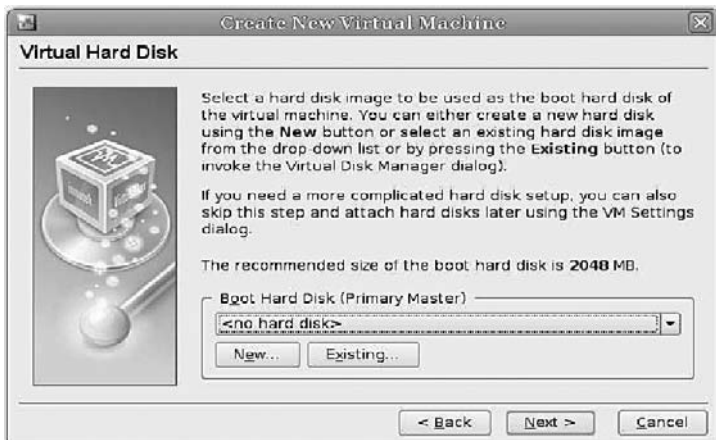 Create New Virtual Machine
Virtual Hard Disk
Select a hard disk image to be used as the boot hard disk of
the virtual machine. You can either create a new hard disk
using the New button or select an existing hard disk image
from the drop-down list or by pressing the Existing button (to
invoke the Virtual Disk Manager dialog).
If you need a more complicated hard disk setup, you can also
skip this step and attach hard disks later using the VM Settings
dialog.
The recommended size of the boot hard disk is 2048 MB.
Boot Hard Disk (Primary Master)
<no hard disk>
New... Existing...
< Back Next > Cancel